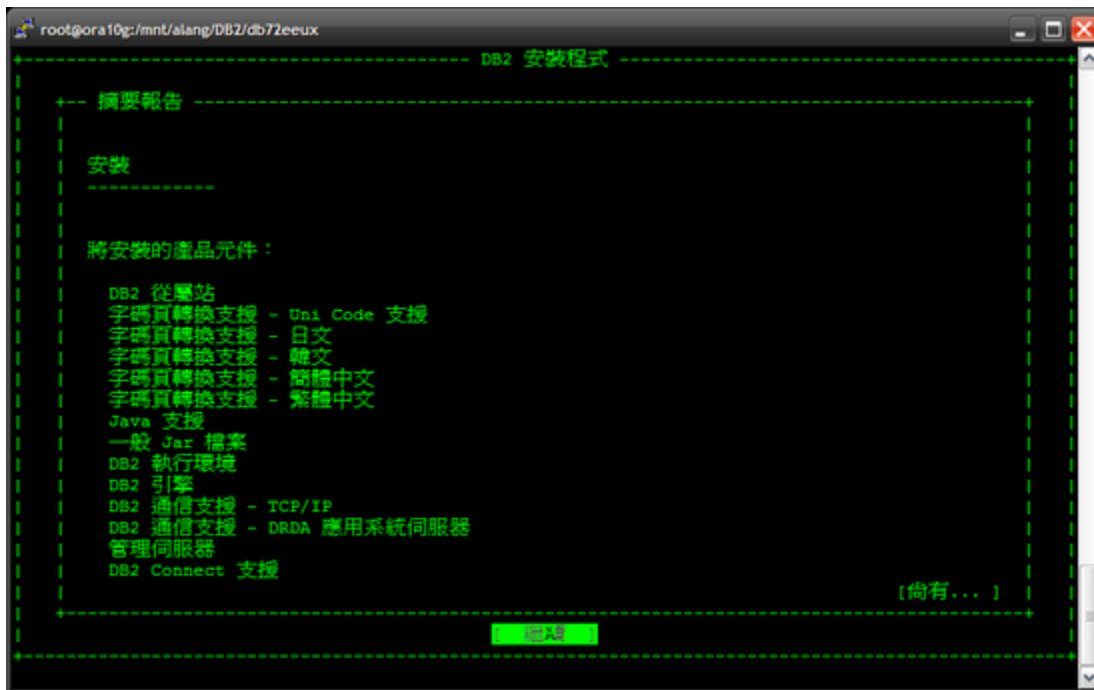 root@ora10g:/mnt/alang/DB2/db72eeux
DB2 安裝程式
摘要報告
安裝
------------
將安裝的產品元件：
DB2 從屬站
字碼頁轉換支援 - Uni Code 支援
字碼頁轉換支援 - 日文
字碼頁轉換支援 - 韓文
字碼頁轉換支援 - 簡體中文
字碼頁轉換支援 - 繁體中文
Java 支援
一般 Jar 檔案
DB2 執行環境
DB2 引擎
DB2 通信支援 - TCP/IP
DB2 通信支援 - DRDA 應用系統伺服器
管理伺服器
DB2 Connect 支援
[尚有... ]